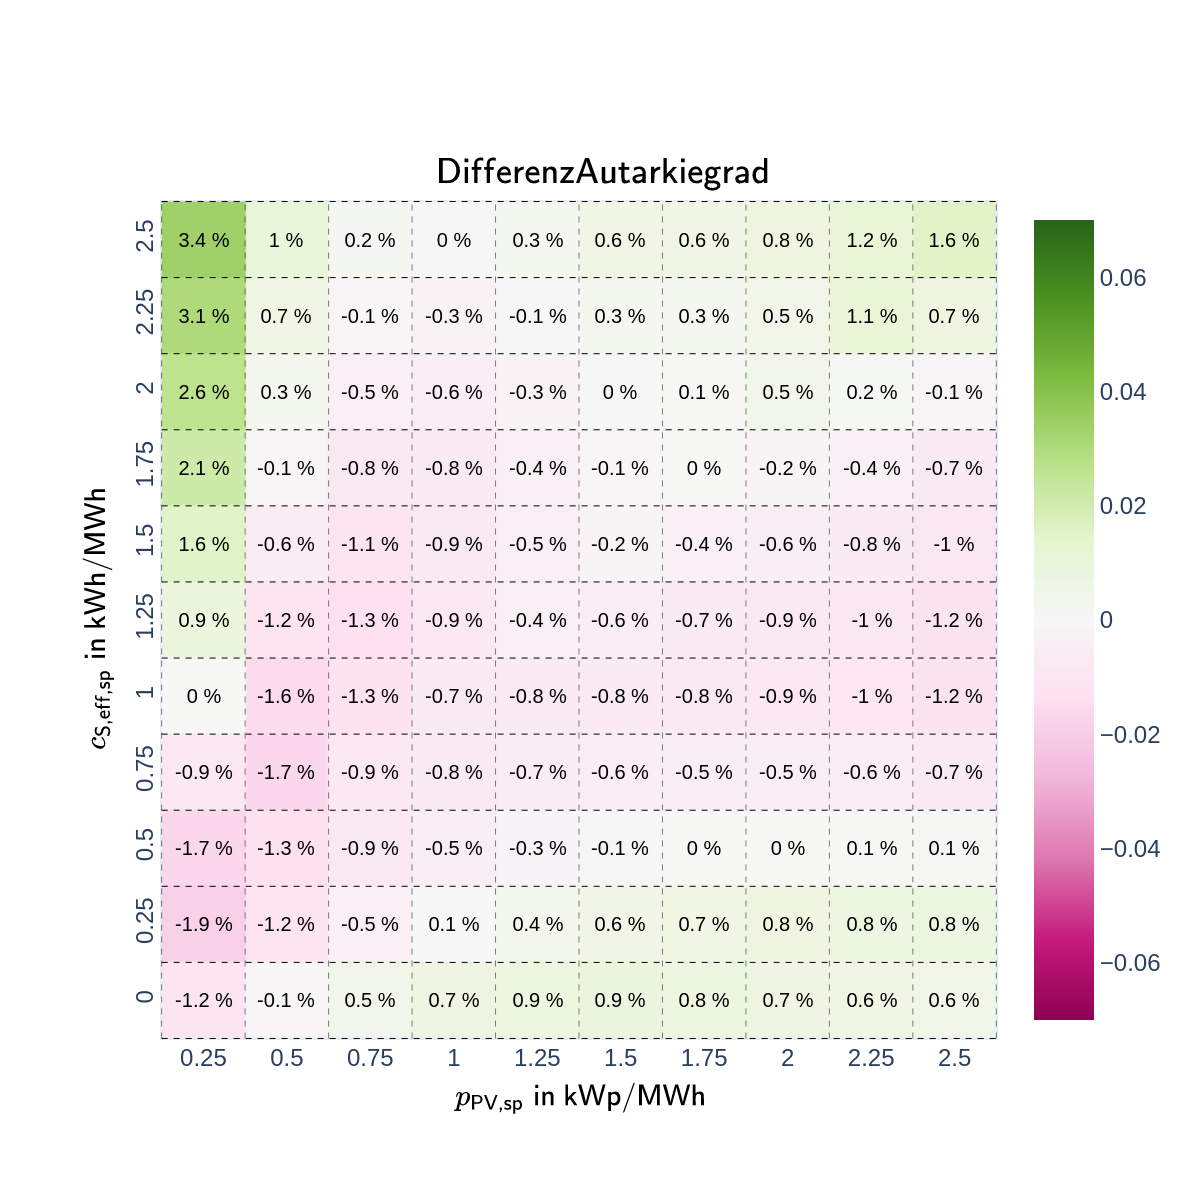 DifferenzAutarkiegrad
2.5 3.4 % 1 % 0.2 % 0 % 0.3 % 0.6 % 0.6 % 0.8 % 1.2 % 1.6 %
2.25 3.1 % 0.7 % -0.1 % -0.3 % -0.1 % 0.3 % 0.3 % 0.5 % 1.1 % 0.7 %
2 2.6 % 0.3 % -0.5 % -0.6 % -0.3 % 0 % 0.1 % 0.5 % 0.2 % -0.1 %
1.75 2.1 % -0.1 % -0.8 % -0.8 % -0.4 % -0.1 % 0 % -0.2 % -0.4 % -0.7 %
1.5 1.6 % -0.6 % -1.1 % -0.9 % -0.5 % -0.2 % -0.4 % -0.6 % -0.8 % -1 %
1.25 0.9 % -1.2 % -1.3 % -0.9 % -0.4 % -0.6 % -0.7 % -0.9 % -1 % -1.2 %
1 0 % -1.6 % -1.3 % -0.7 % -0.8 % -0.8 % -0.8 % -0.9 % -1 % -1.2 %
0.75 -0.9 % -1.7 % -0.9 % -0.8 % -0.7 % -0.6 % -0.5 % -0.5 % -0.6 % -0.7 %
0.5 -1.7 % -1.3 % -0.9 % -0.5 % -0.3 % -0.1 % 0 % 0 % 0.1 % 0.1 %
0.25 -1.9 % -1.2 % -0.5 % 0.1 % 0.4 % 0.6 % 0.7 % 0.8 % 0.8 % 0.8 %
0 -1.2 % -0.1 % 0.5 % 0.7 % 0.9 % 0.9 % 0.8 % 0.7 % 0.6 % 0.6 %
0.25 0.5 0.75 1 1.25 1.5 1.75 2 2.25 2.5
p PV,sp in kWp/MWh
c S,eff,sp in kWh/MWh
0.06
0.04
0.02
0
−0.02
−0.04
−0.06